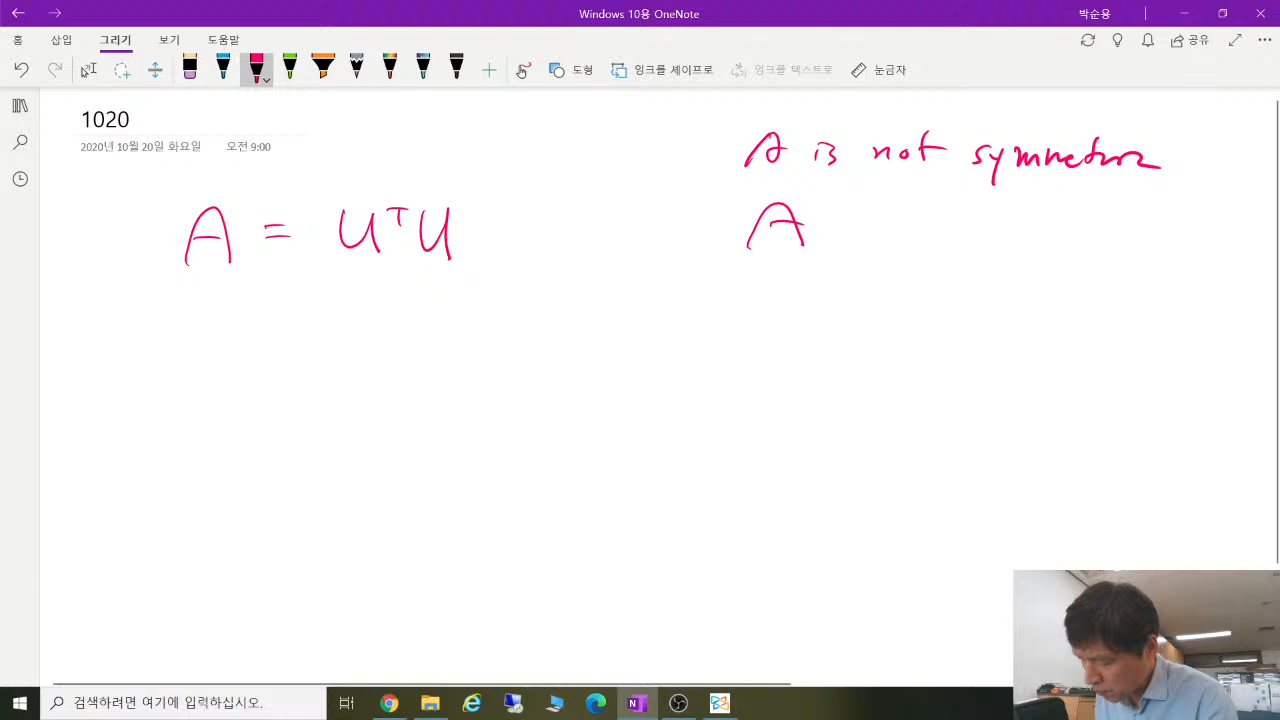 Windows 10용 OneNote
박순용
홈 삽입 그리기 보기 도움말
공유
도형 잉크를 셰이프로 잉크를 텍스트로 눈금자
1020
2020년 10월 20일 화요일 오전 9:00
A is not symmetric
A = UᵀU
A
검색하려면 여기에 입력하십시오.